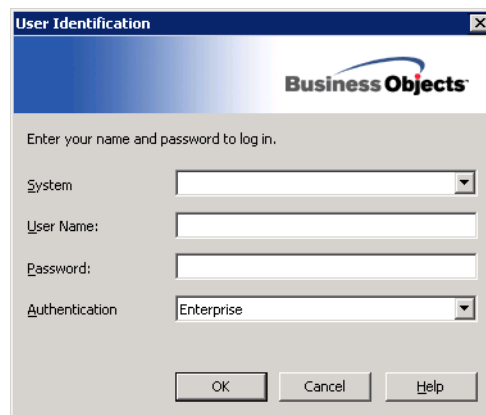 User Identification
Business Objects
Enter your name and password to log in.
System
User Name:
Password:
Authentication
Enterprise
OK
Cancel
Help